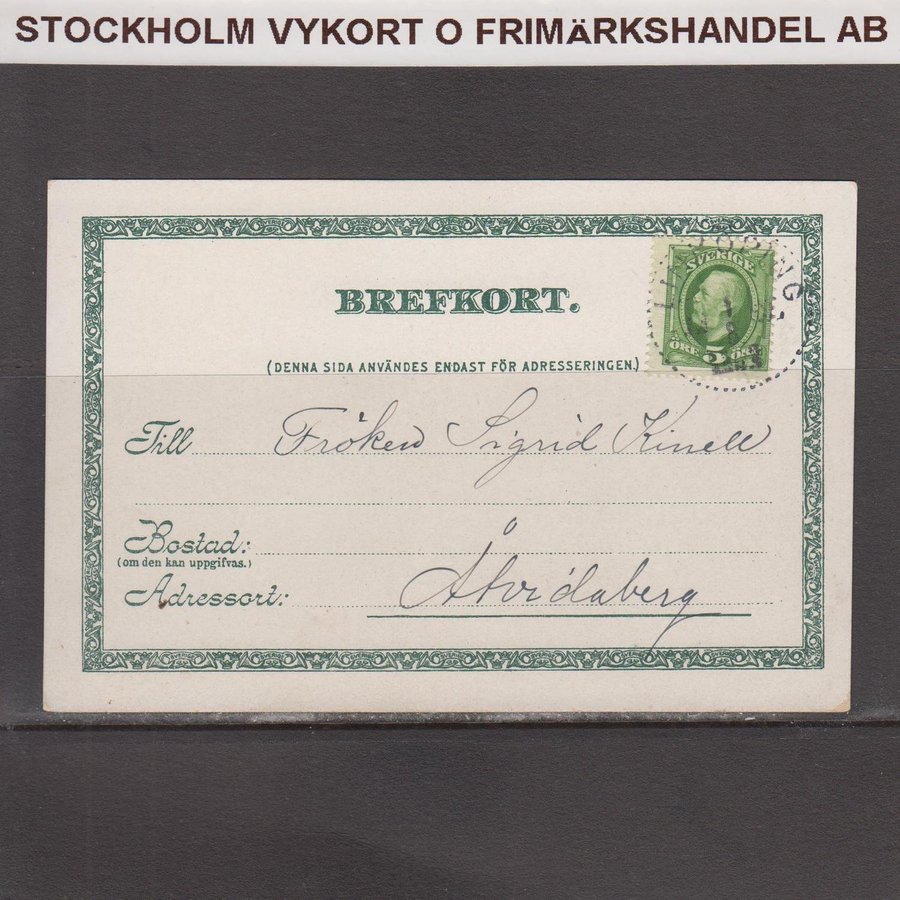 STOCKHOLM VYKORT O FRIMÄRKSHANDEL AB
BREFKORT.
SVERIGE
ÖRE 5 ÖRE
(DENNA SIDA ANVÄNDES ENDAST FÖR ADRESSERINGEN.)
Till Fröken Sigrid Kinell
Bostad:
(om den kan uppgifvas.)
Adressort: Åtvidaberg